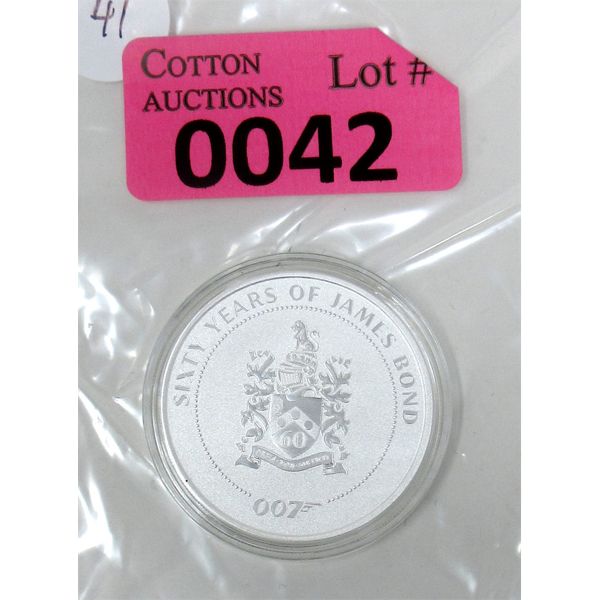 41
COTTON
AUCTIONS
Lot #
0042
SIXTY YEARS OF JAMES BOND
60
007